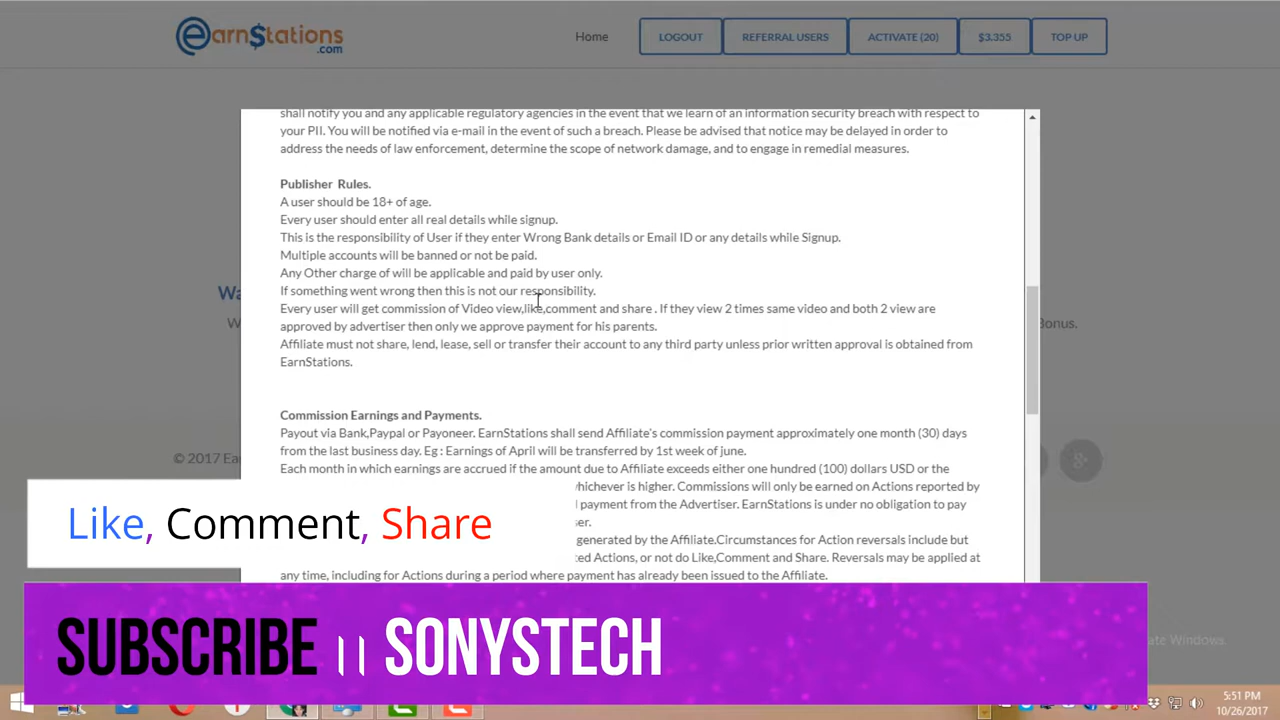 earn$tations
.com
Home
LOGOUT
REFERRAL USERS
ACTIVATE (20)
$3.355
TOP UP
shall notify you and any applicable regulatory agencies in the event that we learn of an information security breach with respect to
your PII. You will be notified via e-mail in the event of such a breach. Please be advised that notice may be delayed in order to
address the needs of law enforcement, determine the scope of network damage, and to engage in remedial measures.
Publisher Rules.
A user should be 18+ of age.
Every user should enter all real details while signup.
This is the responsibility of User if they enter Wrong Bank details or Email ID or any details while Signup.
Multiple accounts will be banned or not be paid.
Any Other charge of will be applicable and paid by user only.
If something went wrong then this is not our responsibility.
Every user will get commission of Video view,like,comment and share . If they view 2 times same video and both 2 view are
approved by advertiser then only we approve payment for his parents.
Affiliate must not share, lend, lease, sell or transfer their account to any third party unless prior written approval is obtained from
EarnStations.
Wa
W
Bonus.
Commission Earnings and Payments.
Payout via Bank,Paypal or Payoneer. EarnStations shall send Affiliate's commission payment approximately one month (30) days
from the last business day. Eg : Earnings of April will be transferred by 1st week of june.
Each month in which earnings are accrued if the amount due to Affiliate exceeds either one hundred (100) dollars USD or the
whichever is higher. Commissions will only be earned on Actions reported by
payment from the Advertiser. EarnStations is under no obligation to pay
generated by the Affiliate.Circumstances for Action reversals include but
ted Actions, or not do Like,Comment and Share. Reversals may be applied at
any time, including for Actions during a period where payment has already been issued to the Affiliate.
© 2017 Ea
g+
Like, Comment, Share
SUBSCRIBE || SONYSTECH
ate Windows.
5:51 PM
10/26/2017